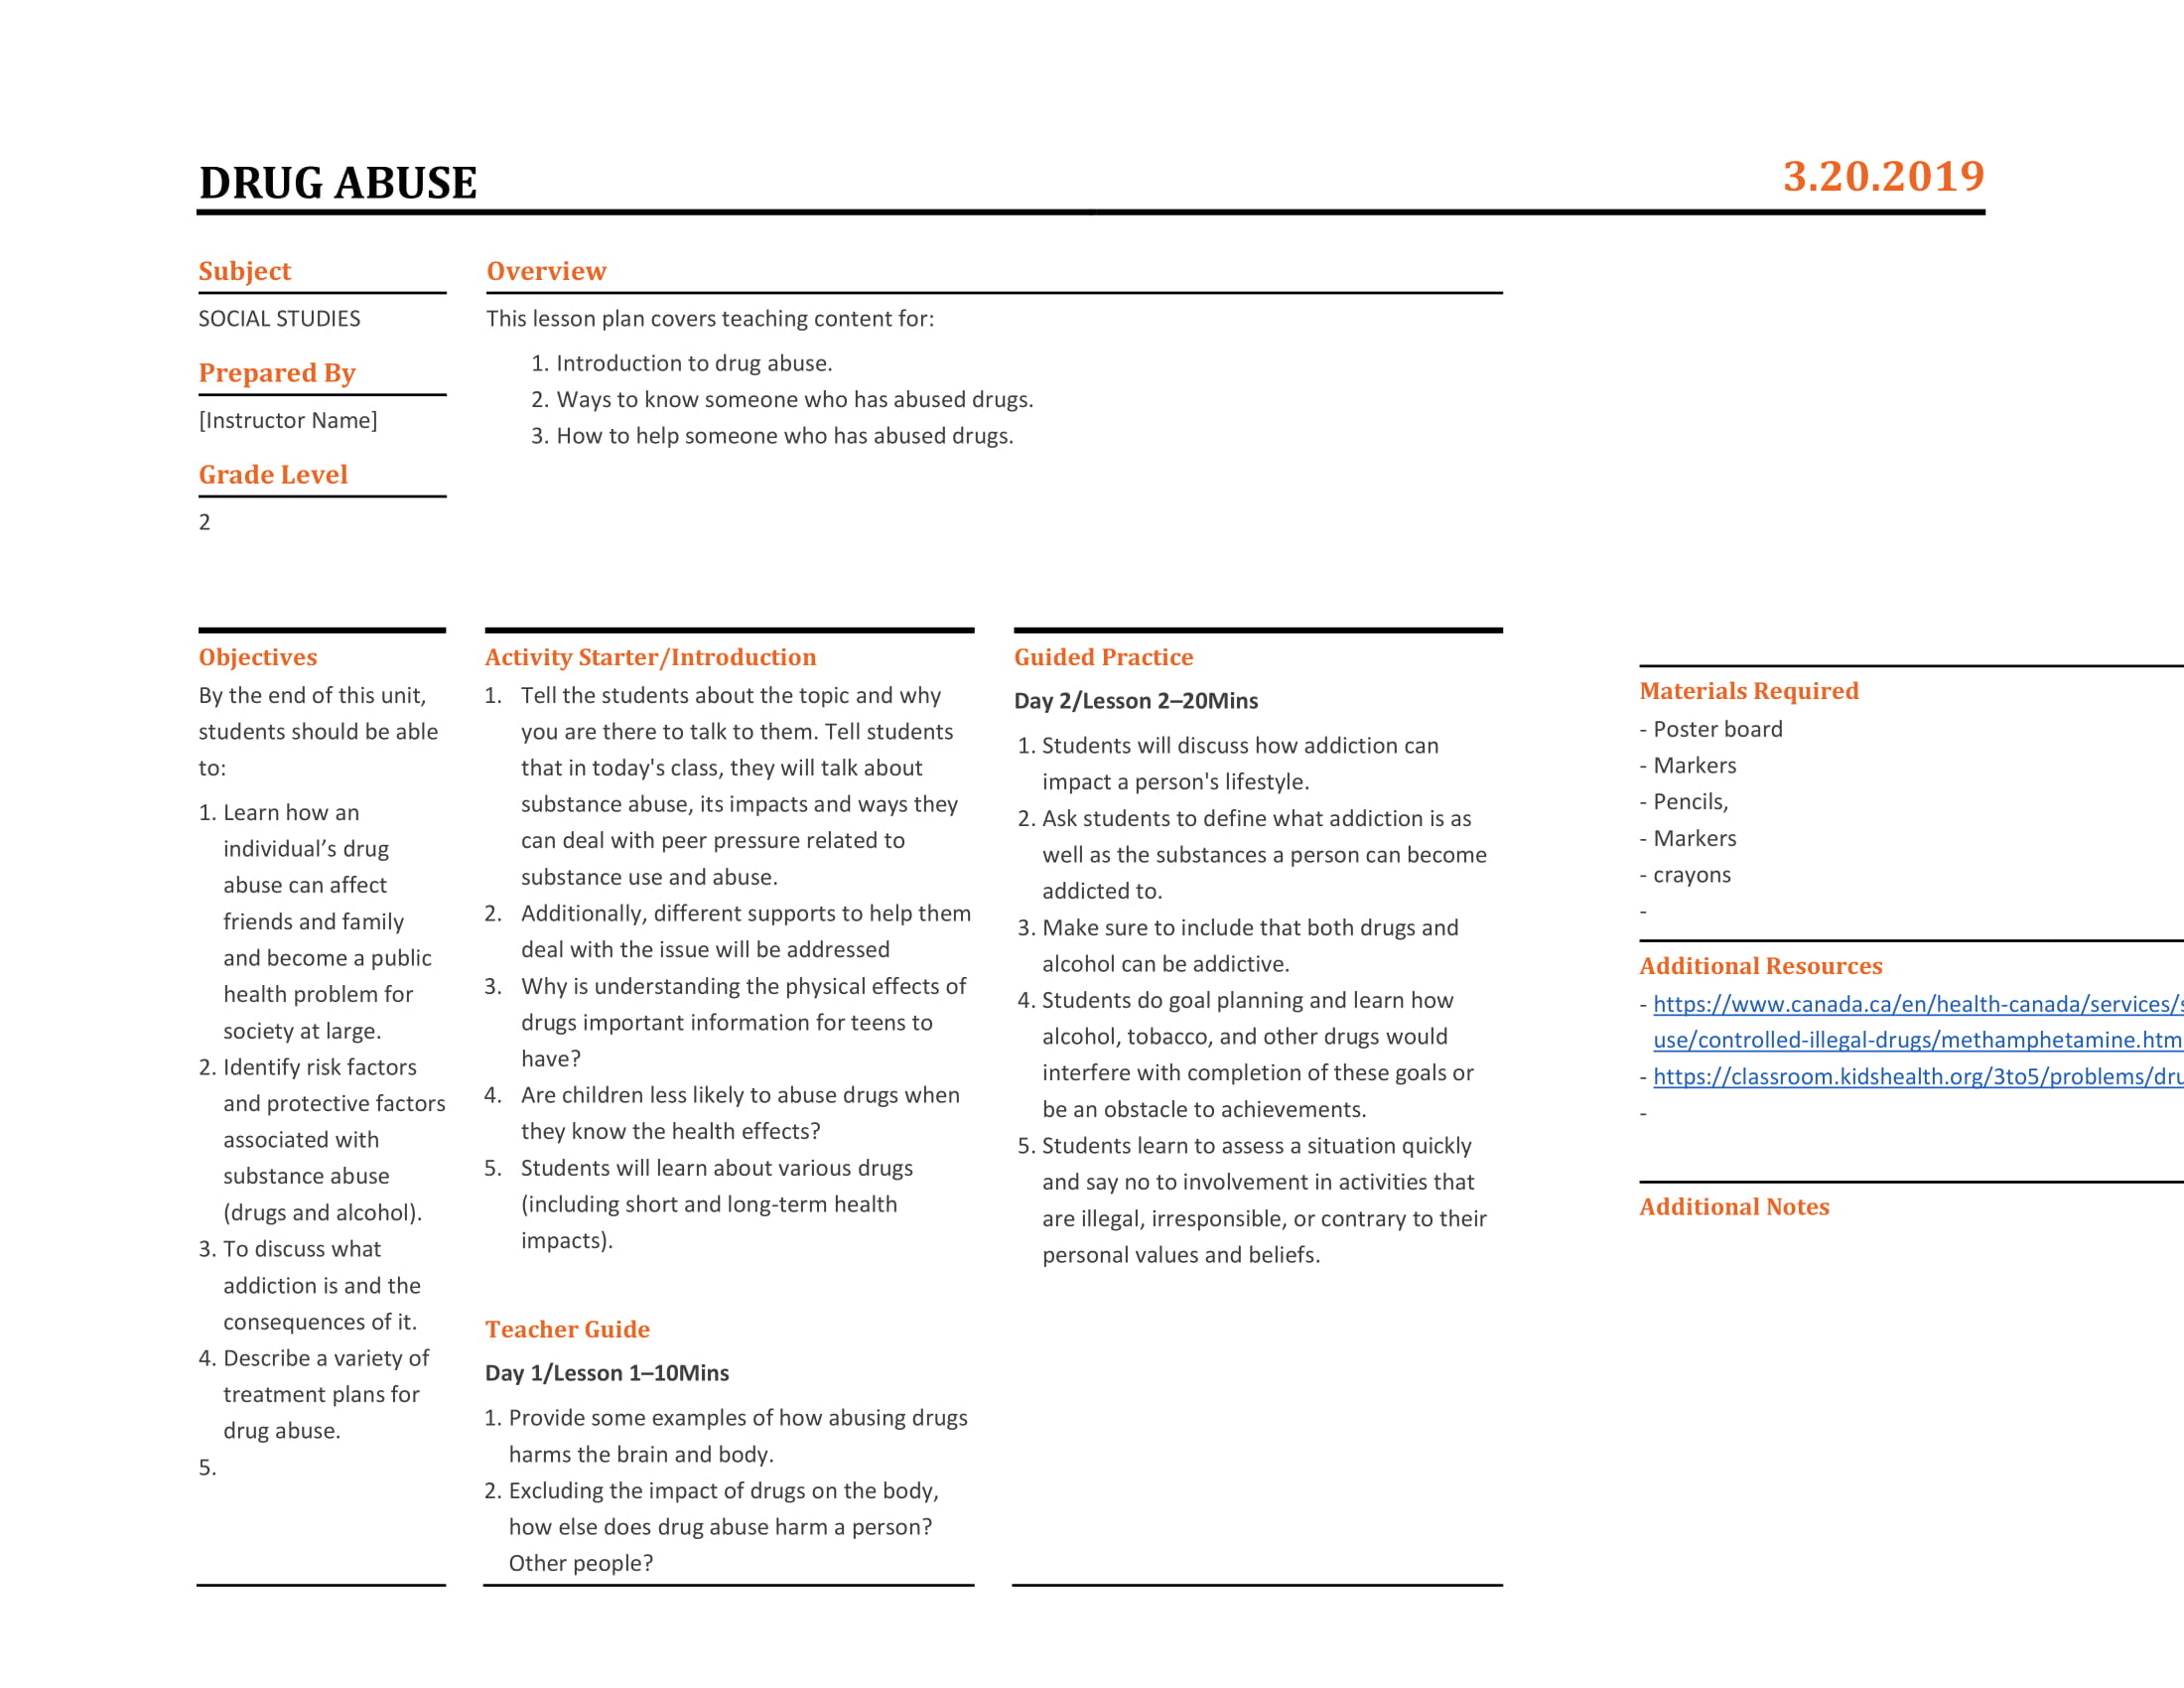 DRUG ABUSE
3.20.2019
Subject
SOCIAL STUDIES
Prepared By
[Instructor Name]
Grade Level
2
Overview
This lesson plan covers teaching content for:
1. Introduction to drug abuse.
2. Ways to know someone who has abused drugs.
3. How to help someone who has abused drugs.
Objectives
By the end of this unit,
students should be able
to:
1. Learn how an
individual’s drug
abuse can affect
friends and family
and become a public
health problem for
society at large.
2. Identify risk factors
and protective factors
associated with
substance abuse
(drugs and alcohol).
3. To discuss what
addiction is and the
consequences of it.
4. Describe a variety of
treatment plans for
drug abuse.
5.
Activity Starter/Introduction
1. Tell the students about the topic and why
you are there to talk to them. Tell students
that in today's class, they will talk about
substance abuse, its impacts and ways they
can deal with peer pressure related to
substance use and abuse.
2. Additionally, different supports to help them
deal with the issue will be addressed
3. Why is understanding the physical effects of
drugs important information for teens to
have?
4. Are children less likely to abuse drugs when
they know the health effects?
5. Students will learn about various drugs
(including short and long-term health
impacts).
Teacher Guide
Day 1/Lesson 1–10Mins
1. Provide some examples of how abusing drugs
harms the brain and body.
2. Excluding the impact of drugs on the body,
how else does drug abuse harm a person?
Other people?
Guided Practice
Day 2/Lesson 2–20Mins
1. Students will discuss how addiction can
impact a person's lifestyle.
2. Ask students to define what addiction is as
well as the substances a person can become
addicted to.
3. Make sure to include that both drugs and
alcohol can be addictive.
4. Students do goal planning and learn how
alcohol, tobacco, and other drugs would
interfere with completion of these goals or
be an obstacle to achievements.
5. Students learn to assess a situation quickly
and say no to involvement in activities that
are illegal, irresponsible, or contrary to their
personal values and beliefs.
Materials Required
- Poster board
- Markers
- Pencils,
- Markers
- crayons
-
Additional Resources
- https://www.canada.ca/en/health-canada/services/s
use/controlled-illegal-drugs/methamphetamine.htm
- https://classroom.kidshealth.org/3to5/problems/dru
-
Additional Notes